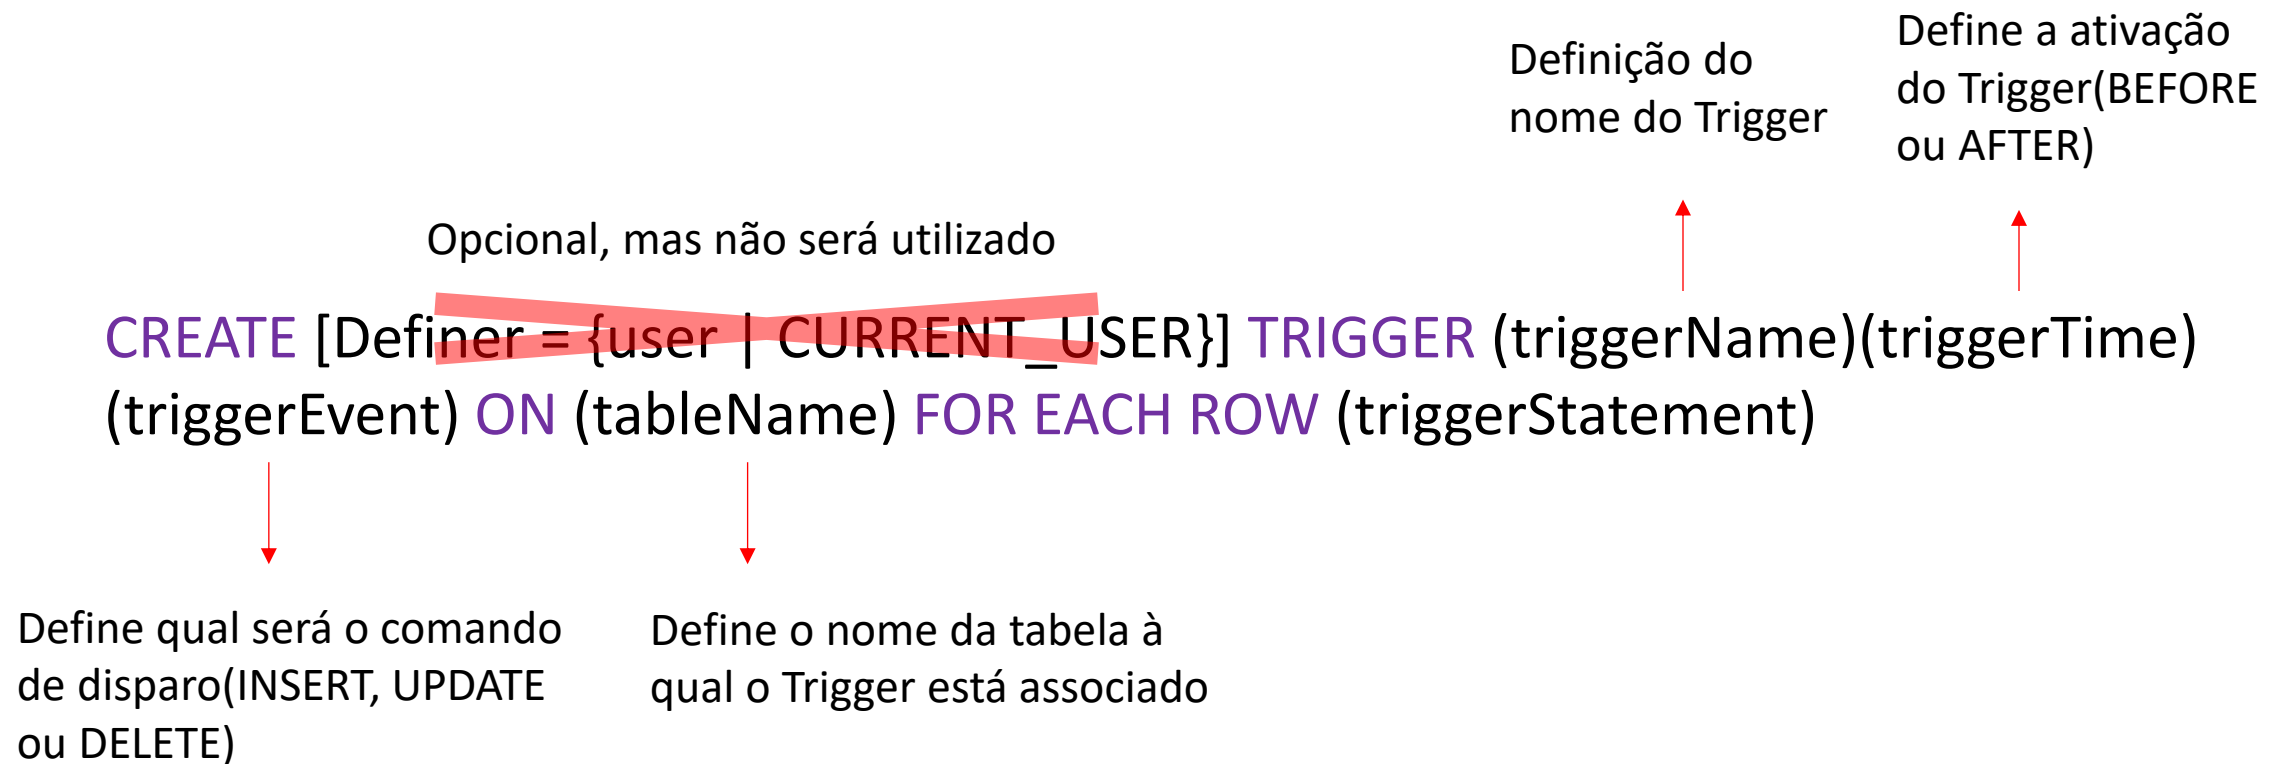 Definição do
nome do Trigger
Define a ativação
do Trigger(BEFORE
ou AFTER)
Opcional, mas não será utilizado
CREATE [Definer = {user | CURRENT_USER}] TRIGGER (triggerName)(triggerTime)
(triggerEvent) ON (tableName) FOR EACH ROW (triggerStatement)
Define qual será o comando
de disparo(INSERT, UPDATE
ou DELETE)
Define o nome da tabela à
qual o Trigger está associado